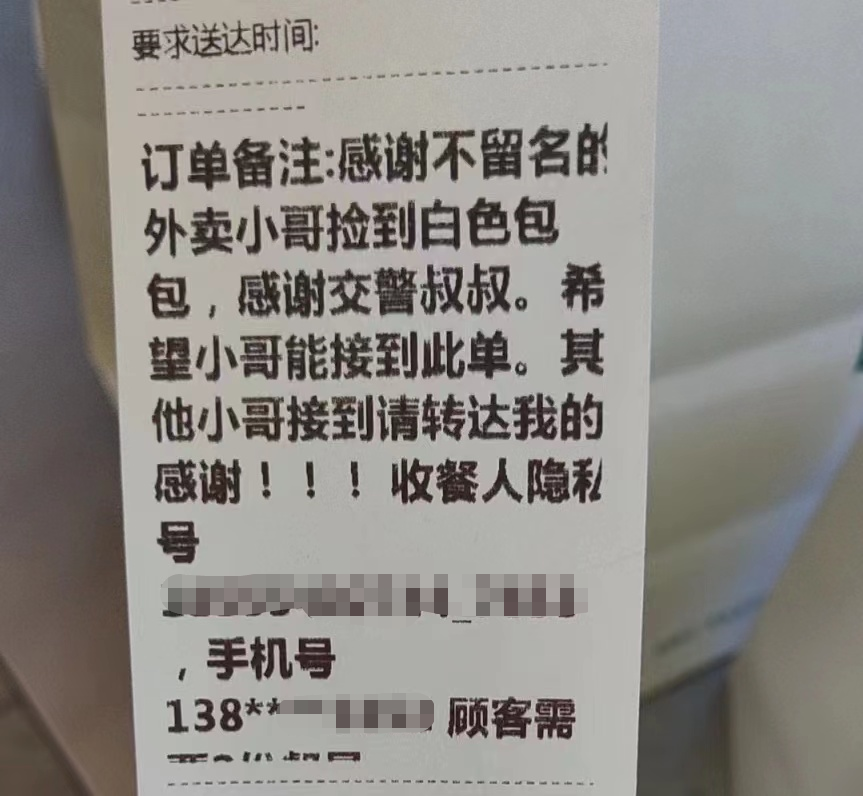 要求送达时间:
订单备注:感谢不留名的
外卖小哥捡到白色包
包，感谢交警叔叔。希
望小哥能接到此单。其
他小哥接到请转达我的
感谢！！！收餐人隐私
号
，手机号
138** 顾客需